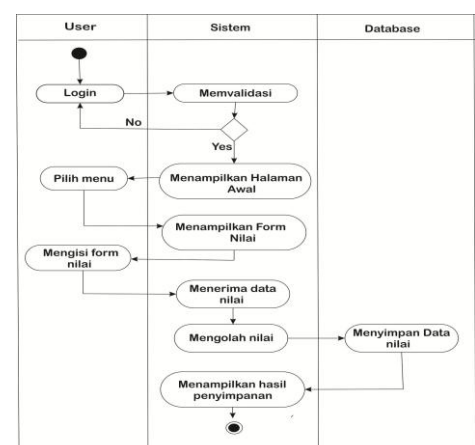 User
Sistem
Database
Login
Memvalidasi
No
Yes
Pilih menu
Menampilkan Halaman
Awal
Menampilkan Form
Nilai
Mengisi form
nilai
Menerima data
nilai
Mengolah nilai
Menyimpan Data
nilai
Menampilkan hasil
penyimpanan